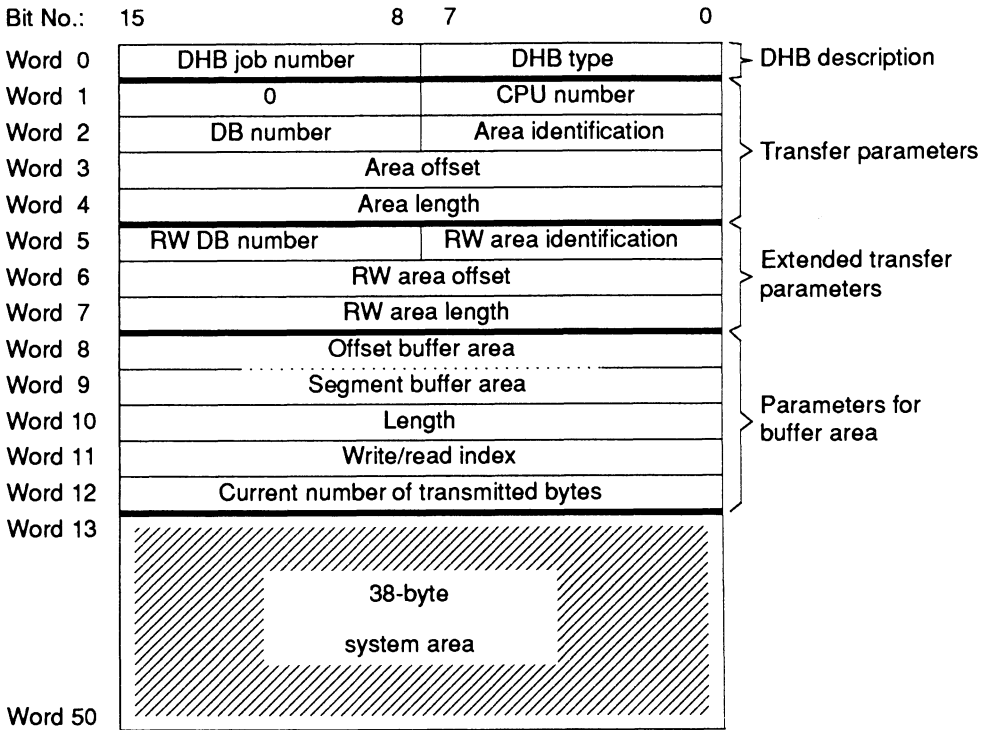 Bit No.: 15 8 7 0
Word 0 DHB job number DHB type DHB description
Word 1 0 CPU number
Word 2 DB number Area identification
Word 3 Area offset Transfer parameters
Word 4 Area length
Word 5 RW DB number RW area identification
Word 6 RW area offset Extended transfer
parameters
Word 7 RW area length
Word 8 Offset buffer area
Word 9 Segment buffer area
Word 10 Length Parameters for
buffer area
Word 11 Write/read index
Word 12 Current number of transmitted bytes
Word 13
38-byte
system area
Word 50